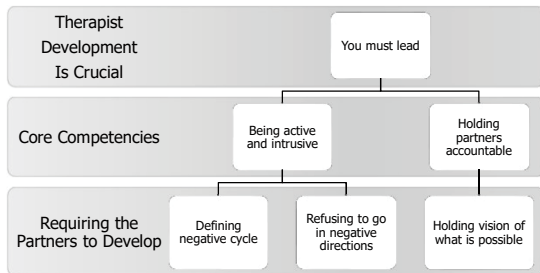 Therapist
Development
Is Crucial
You must lead
Core Competencies
Being active
and intrusive
Holding
partners
accountable
Requiring the
Partners to Develop
Defining
negative cycle
Refusing to go
in negative
directions
Holding vision of
what is possible